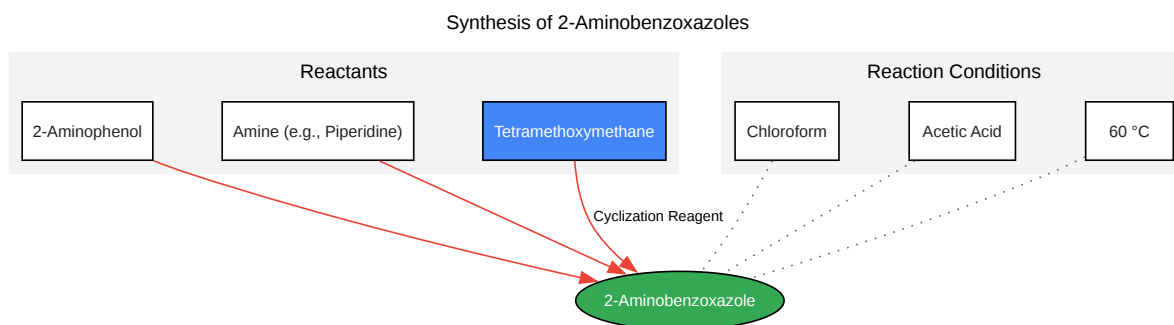 Synthesis of 2-Aminobenzoxazoles
Reactants
Reaction Conditions
2-Aminophenol
Amine (e.g., Piperidine)
Tetramethoxymethane
Chloroform
Acetic Acid
60 °C
Cyclization Reagent
2-Aminobenzoxazole